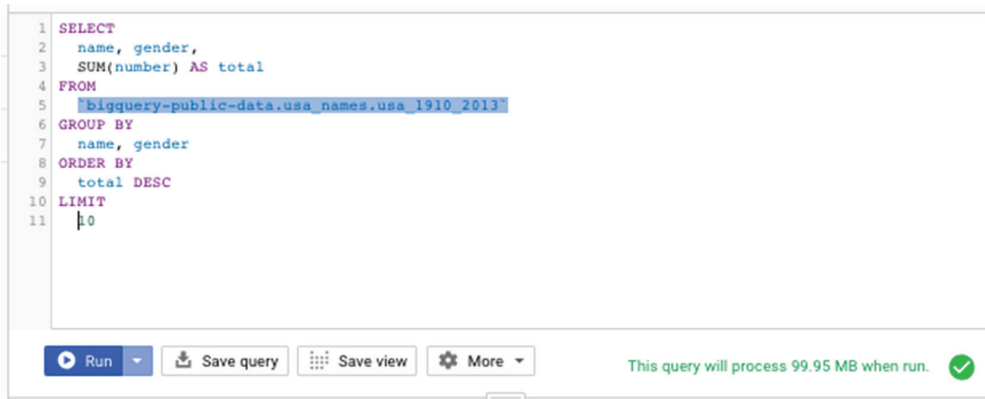 1 SELECT
2 name, gender,
3 SUM(number) AS total
4 FROM
5 `bigquery-public-data.usa_names.usa_1910_2013`
6 GROUP BY
7 name, gender
8 ORDER BY
9 total DESC
10 LIMIT
11 10
Run Save query Save view More This query will process 99.95 MB when run.